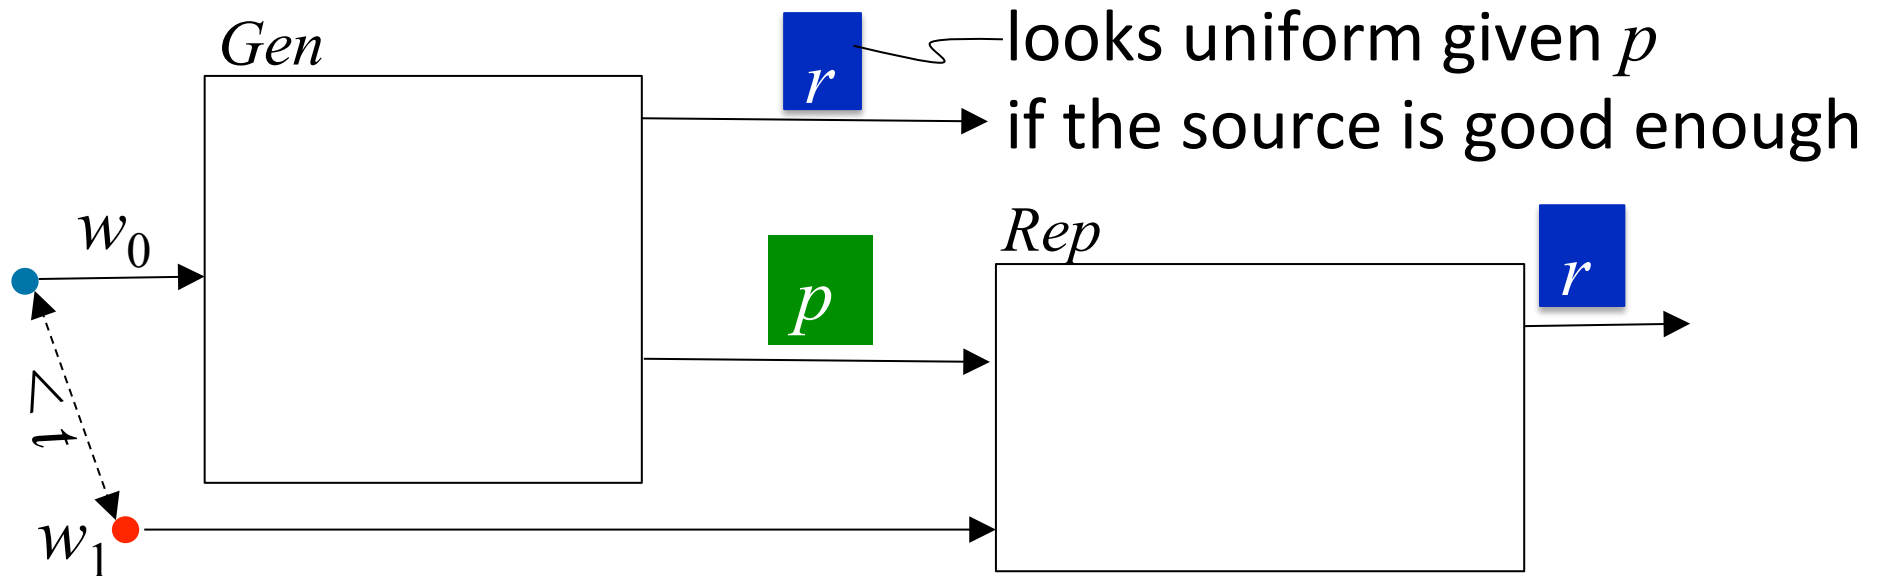 Gen
r
looks uniform given p
if the source is good enough
w0
Rep
r
p
< t
w1